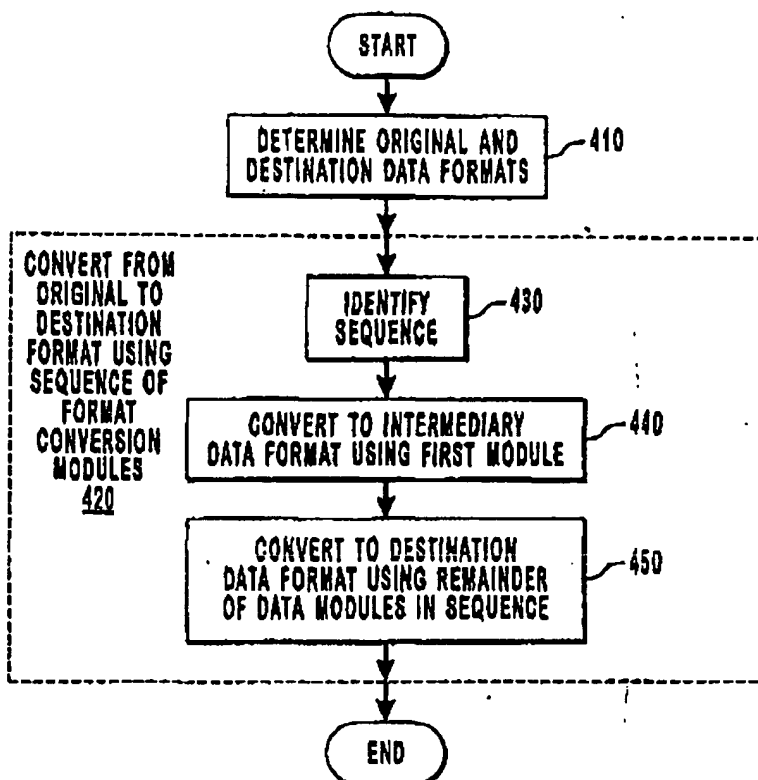 START
DETERMINE ORIGINAL AND
DESTINATION DATA FORMATS
410
CONVERT FROM
ORIGINAL TO
DESTINATION
FORMAT USING
SEQUENCE OF
FORMAT
CONVERSION
MODULES
420
IDENTIFY
SEQUENCE
430
CONVERT TO INTERMEDIARY
DATA FORMAT USING FIRST MODULE
440
CONVERT TO DESTINATION
DATA FORMAT USING REMAINDER
OF DATA MODULES IN SEQUENCE
450
END